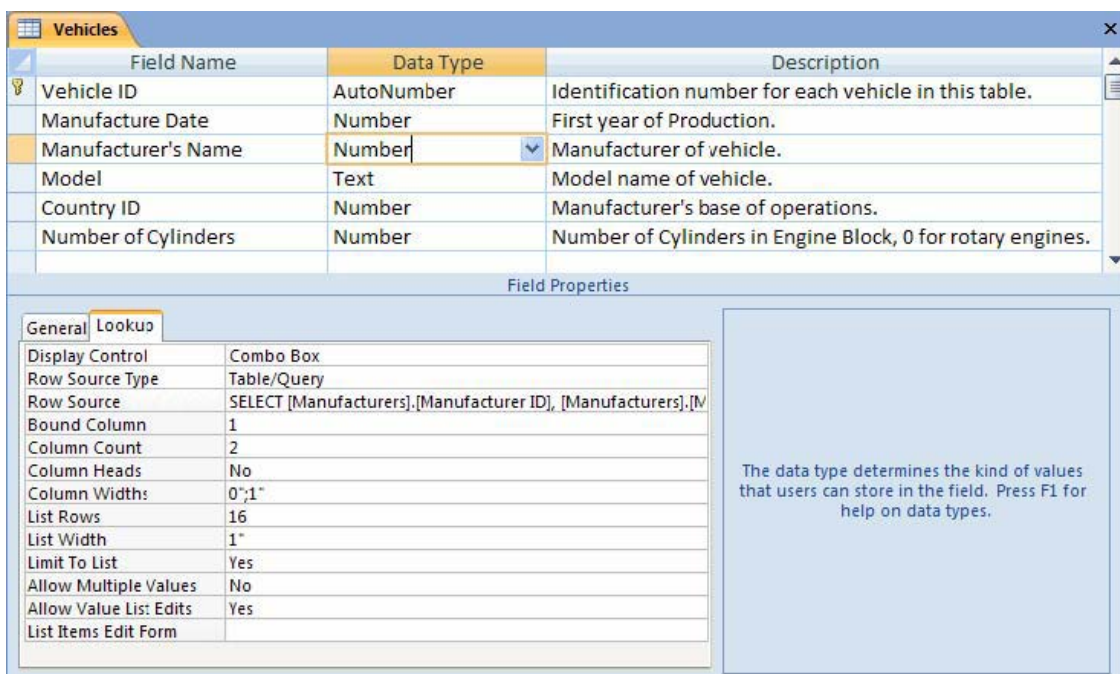 Vehicles
Field Name Data Type Description
Vehicle ID AutoNumber Identification number for each vehicle in this table.
Manufacture Date Number First year of Production.
Manufacturer's Name Number Manufacturer of vehicle.
Model Text Model name of vehicle.
Country ID Number Manufacturer's base of operations.
Number of Cylinders Number Number of Cylinders in Engine Block, 0 for rotary engines.
Field Properties
General Lookup
Display Control Combo Box
Row Source Type Table/Query
Row Source SELECT [Manufacturers].[Manufacturer ID], [Manufacturers].[M
Bound Column 1
Column Count 2
Column Heads No
Column Widths 0";1"
List Rows 16
List Width 1"
Limit To List Yes
Allow Multiple Values No
Allow Value List Edits Yes
List Items Edit Form
The data type determines the kind of values
that users can store in the field. Press F1 for
help on data types.